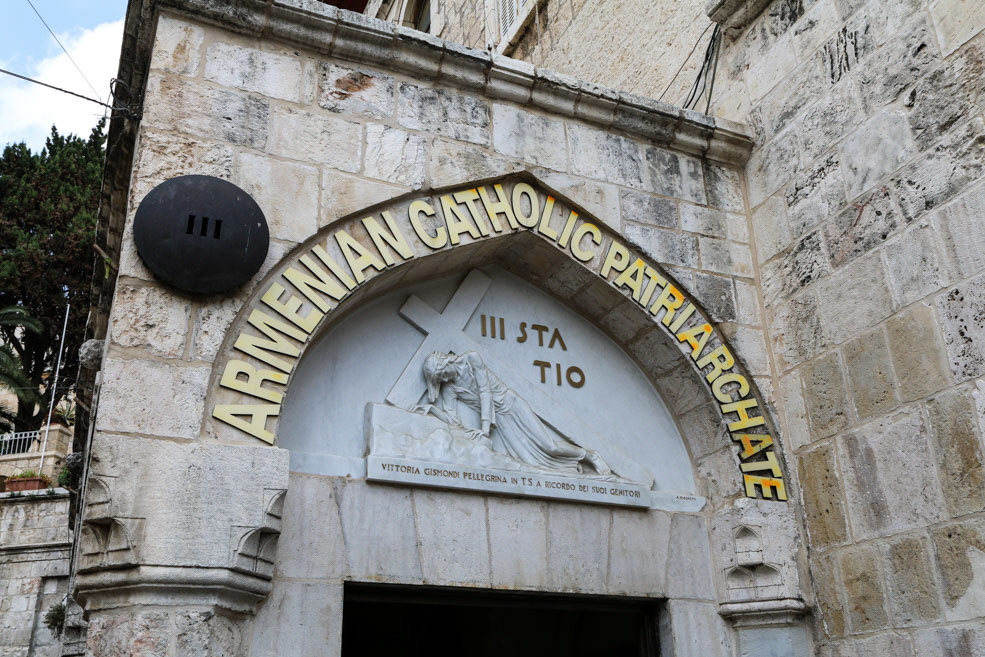 III
ARMENIAN CATHOLIC PATRIARCHATE
III STA
TIO
VITTORIA GISMONDI PELLEGRINA IN T.S. A RICORDO DEI SUOI GENITORI